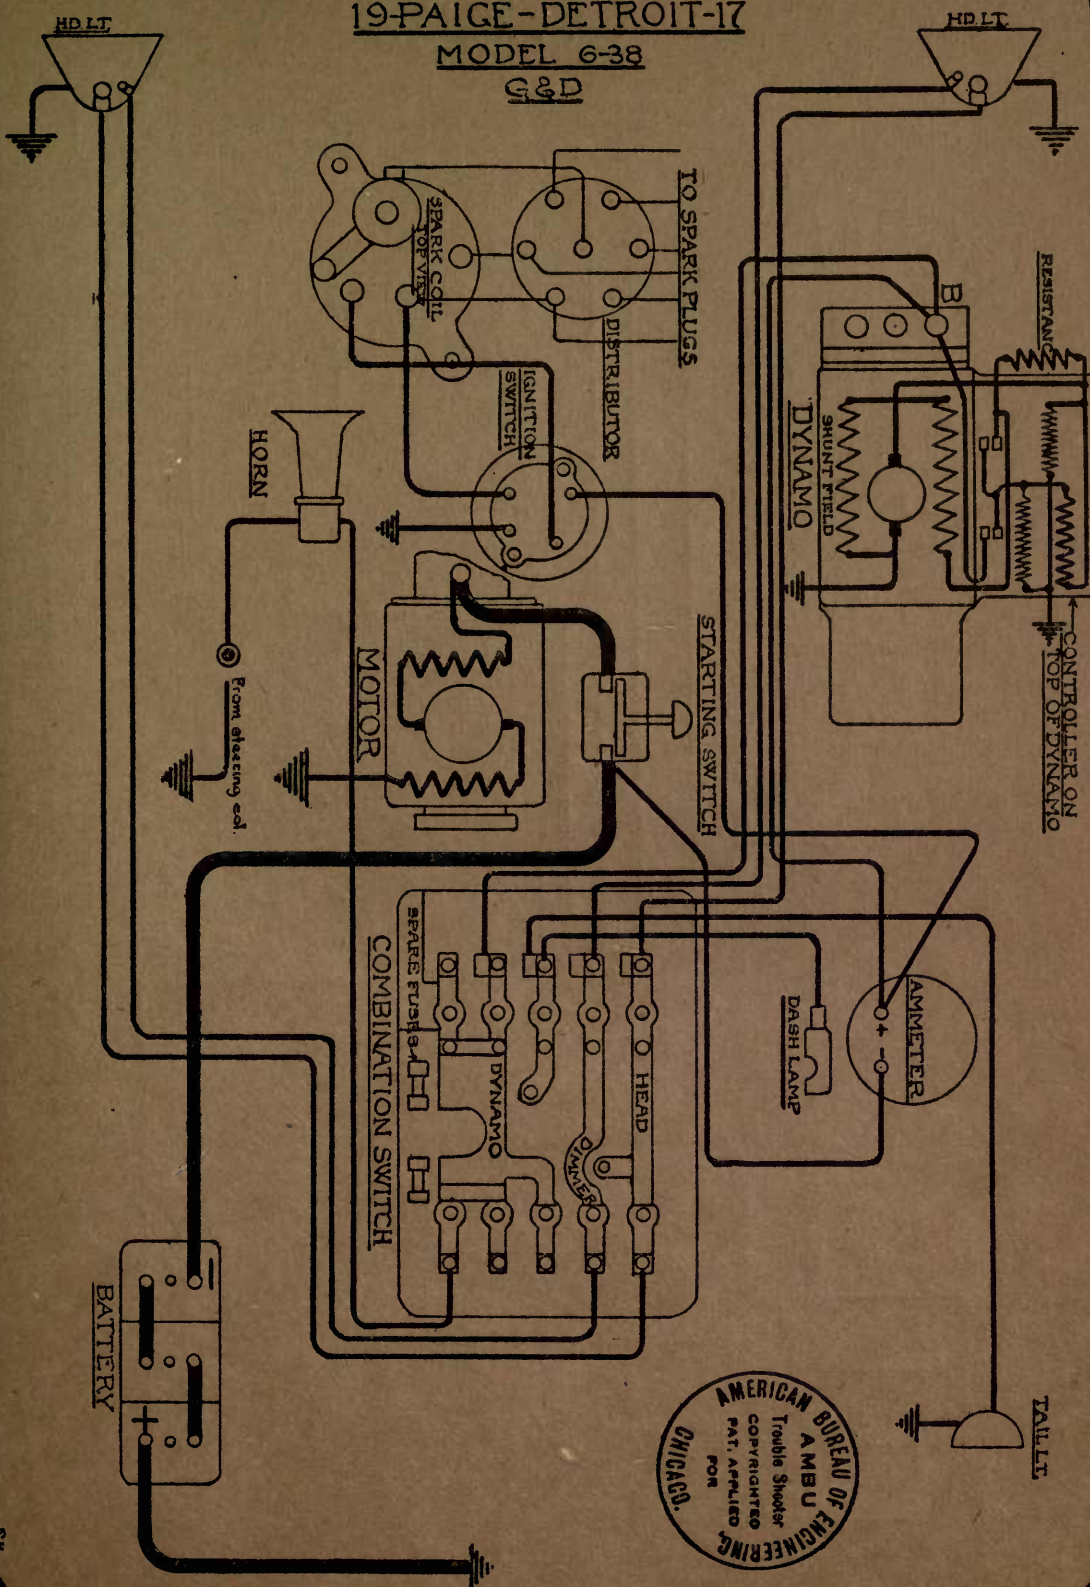 19-PAIGE-DETROIT-17
MODEL 6-38
G&D
HD. LT.
HD. LT.
SPARK COIL
TOP VIEW
TO SPARK PLUGS
DISTRIBUTOR
IGNITION
SWITCH
B
RESISTANCE
SHUNT FIELD
DYNAMO
CONTROLLER ON
TOP OF DYNAMO
HORN
From steering col.
MOTOR
STARTING SWITCH
SPARE FUSES
COMBINATION SWITCH
DYNAMO
DIMMER
HEAD
DASH LAMP
AMMETER
+ -
BATTERY
-
+
TAIL LT.
AMERICAN BUREAU OF ENGINEERING,
AMBU
Trouble Shooter
COPYRIGHTED
PAT. APPLIED
FOR
CHICAGO.